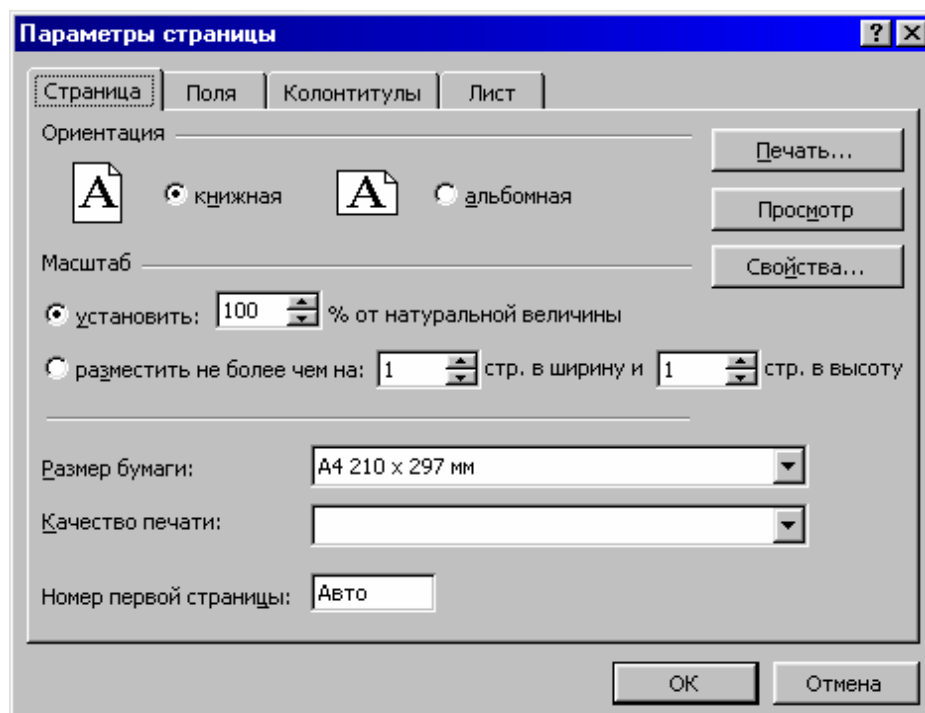 Параметры страницы
Страница Поля Колонтитулы Лист
Ориентация
Печать...
A книжная A альбомная
Просмотр
Масштаб
Свойства...
установить: 100 % от натуральной величины
разместить не более чем на: 1 стр. в ширину и 1 стр. в высоту
Размер бумаги: A4 210 x 297 мм
Качество печати:
Номер первой страницы: Авто
OK Отмена